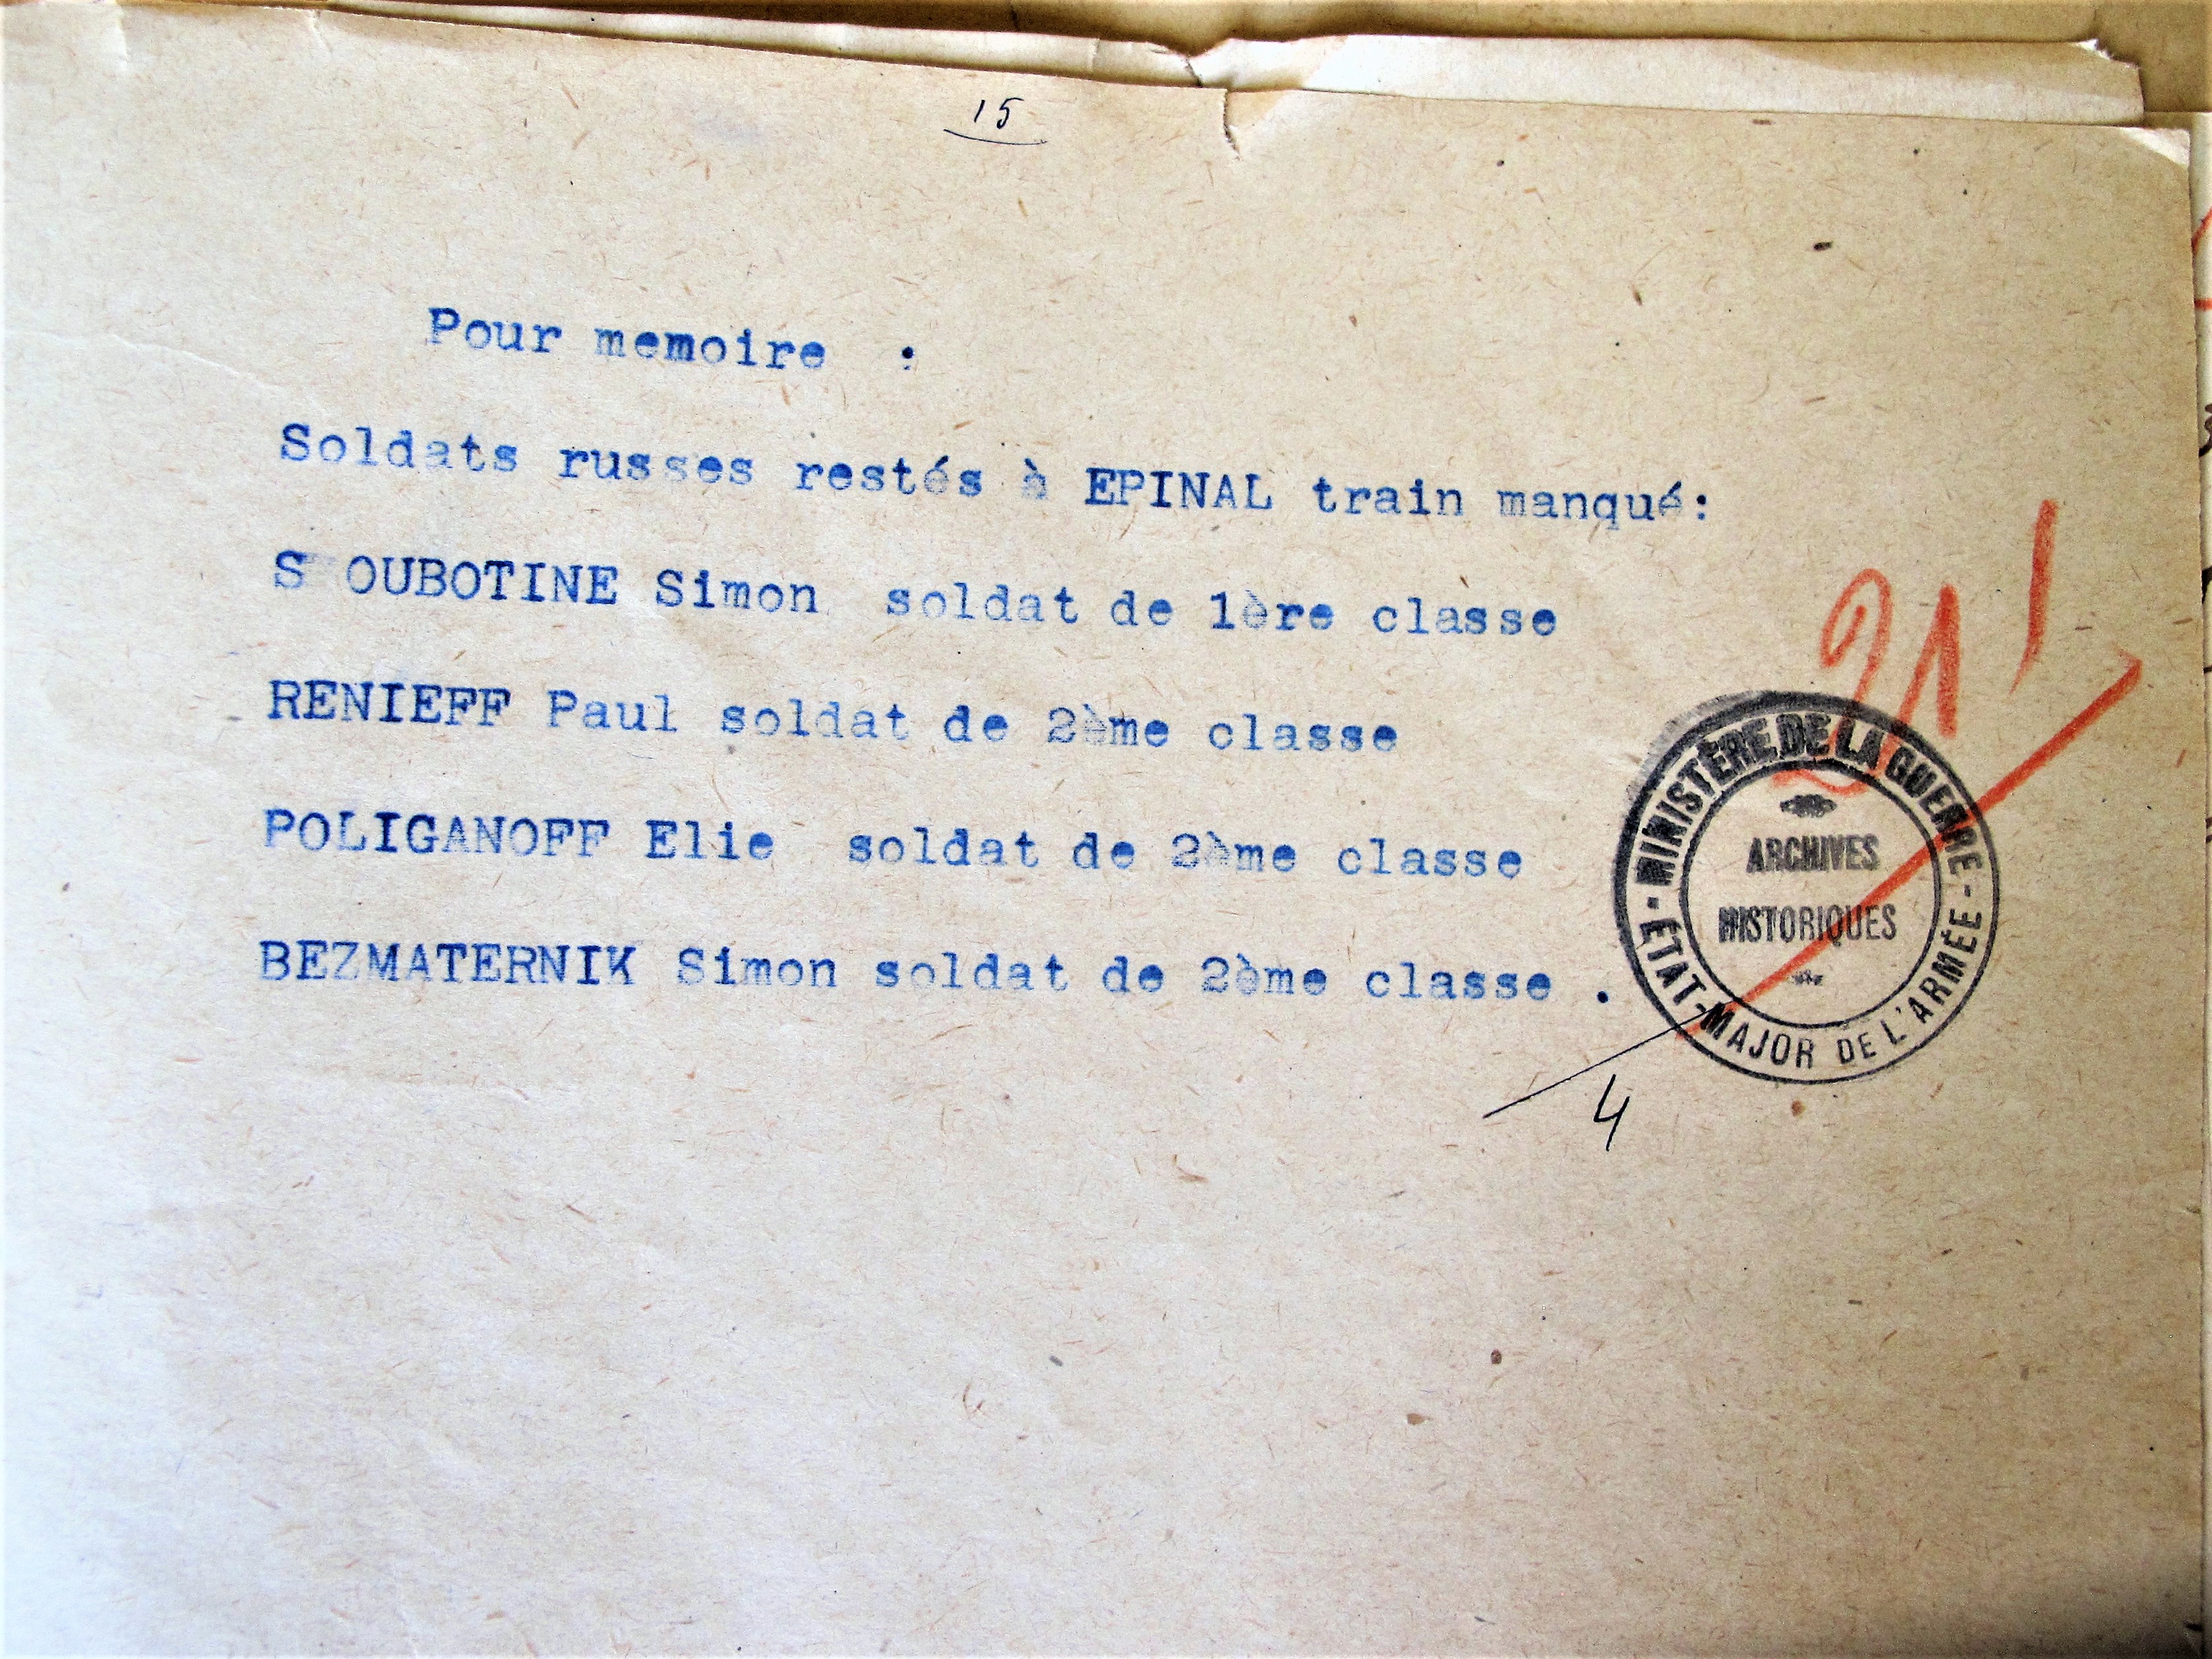 15
Pour memoire :
Soldats russes restés à EPINAL train manqué:
S OUBOTINE Simon soldat de 1ère classe
RENIEFF Paul soldat de 2ème classe
POLIGANOFF Elie soldat de 2ème classe
BEZMATERNIK Simon soldat de 2ème classe .
MINISTÈRE DE LA GUERRE
ARCHIVES
HISTORIQUES
- ÉTAT-MAJOR DE L'ARMÉE -
4